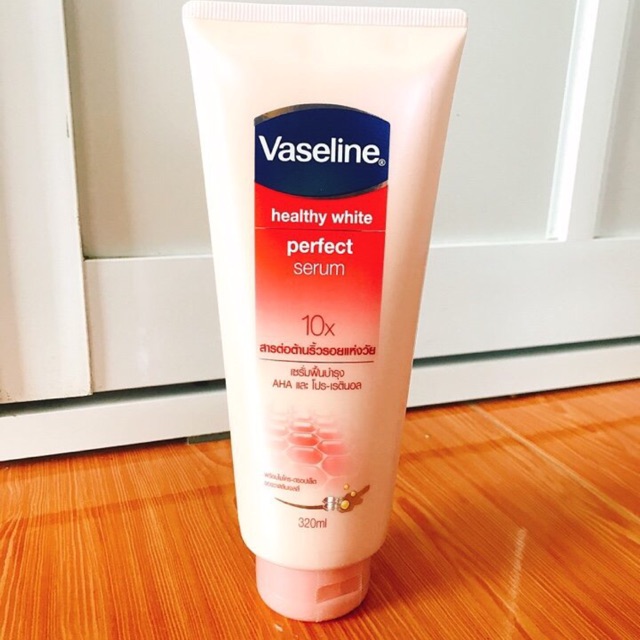 Vaseline®
healthy white
perfect
serum
10x
สารต่อต้านริ้วรอยแห่งวัย
เซรั่มฟื้นบำรุง
AHA และ โปร-เรตินอล
320ml